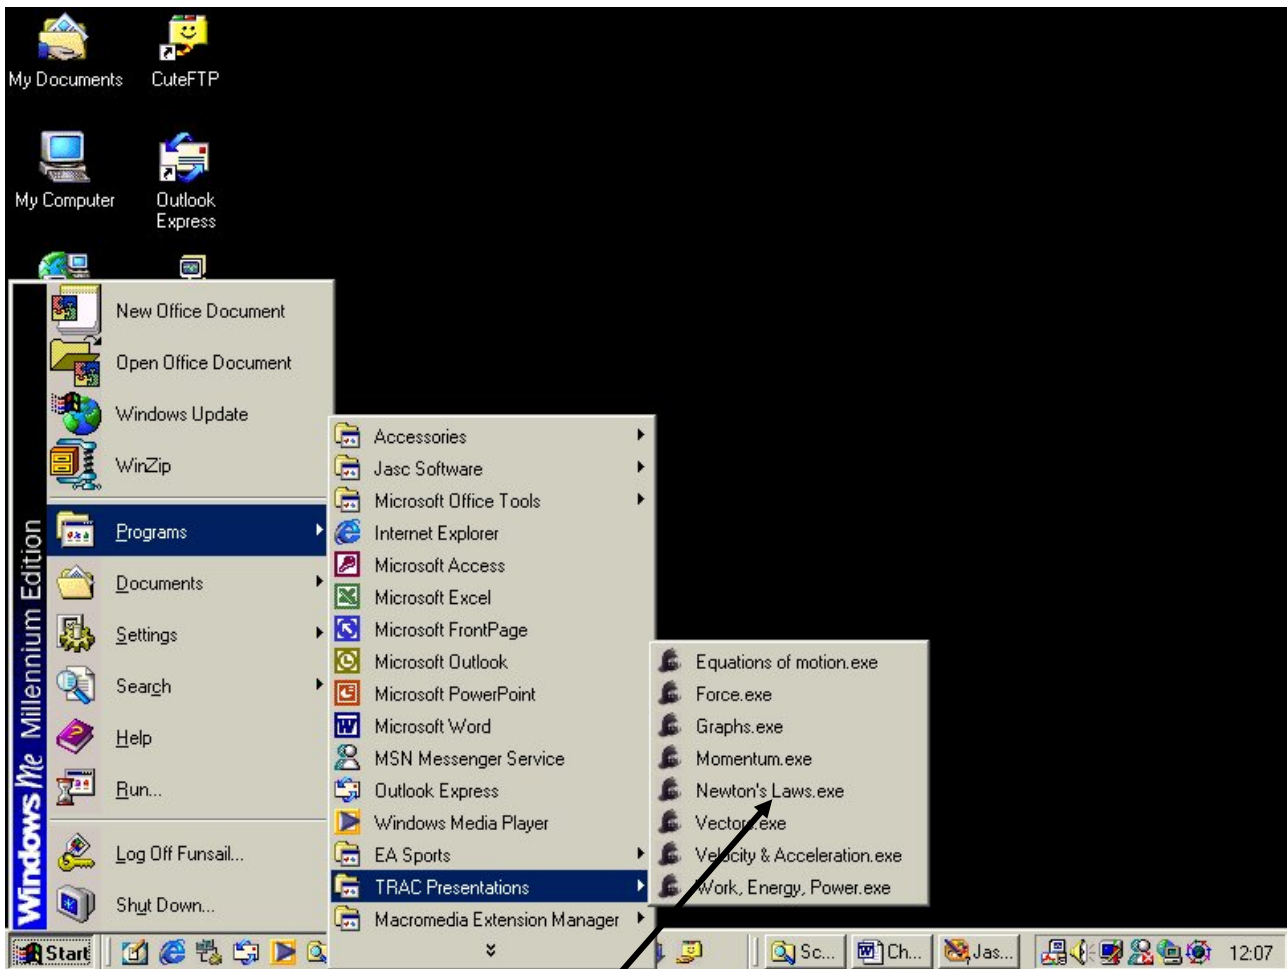 My Documents
CuteFTP
My Computer
Outlook
Express
New Office Document
Open Office Document
Windows Update
WinZip
Programs
Documents
Settings
Search
Help
Run...
Log Off Funsail...
Shut Down...
Windows Me Millennium Edition
Accessories
Jasc Software
Microsoft Office Tools
Internet Explorer
Microsoft Access
Microsoft Excel
Microsoft FrontPage
Microsoft Outlook
Microsoft PowerPoint
Microsoft Word
MSN Messenger Service
Outlook Express
Windows Media Player
EA Sports
TRAC Presentations
Macromedia Extension Manager
Equations of motion.exe
Force.exe
Graphs.exe
Momentum.exe
Newton's Laws.exe
Vectors.exe
Velocity & Acceleration.exe
Work, Energy, Power.exe
Start
Sc...
Ch...
Jas...
12:07